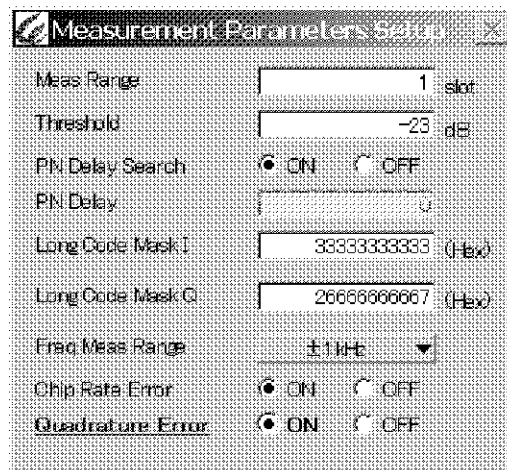 Measurement Parameters Setup
Meas Range 1 slot
Threshold -23 dB
PN Delay Search ON OFF
PN Delay 0
Long Code Mask I 33333333333 (Hex)
Long Code Mask Q 26666666667 (Hex)
Freq Meas Range ±1kHz
Chip Rate Error ON OFF
Quadrature Error ON OFF